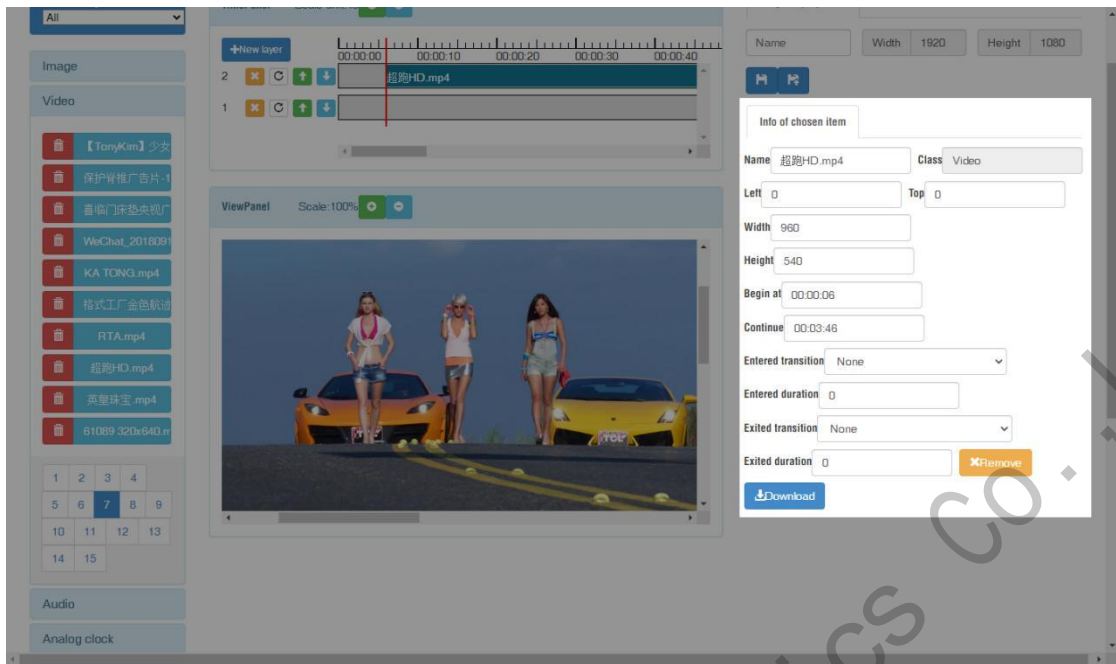 All
Image
Video
【TonyKim】少女
保护脊椎广告片-1
喜临门床垫央视广
WeChat_2018091
KA TONG.mp4
格式工厂金色航迪
RTA.mp4
超跑HD.mp4
英皇珠宝.mp4
61089 320x640.m
1 2 3 4
5 6 7 8 9
10 11 12 13
14 15
Audio
Analog clock
New layer
00:00:00 00:00:10 00:00:20 00:00:30 00:00:40
2 超跑HD.mp4
1
ViewPanel Scale:100%
TCL TCL
Name Width 1920 Height 1080
Info of chosen item
Name 超跑HD.mp4 Class Video
Left 0 Top 0
Width 960
Height 540
Begin at 00:00:06
Continue 00:03:46
Entered transition None
Entered duration 0
Exited transition None
Exited duration 0 Remove
Download
ics Co.,